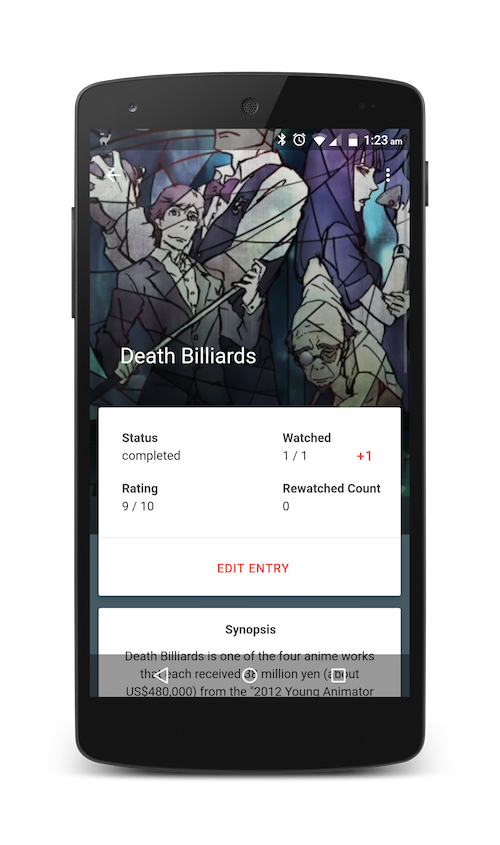 1:23 am
Death Billiards
Status
Watched
completed
1 / 1
+1
Rating
Rewatched Count
9 / 10
0
EDIT ENTRY
Synopsis
Death Billiards is one of the four anime works
that each received 38 million yen (about
US$480,000) from the "2012 Young Animator